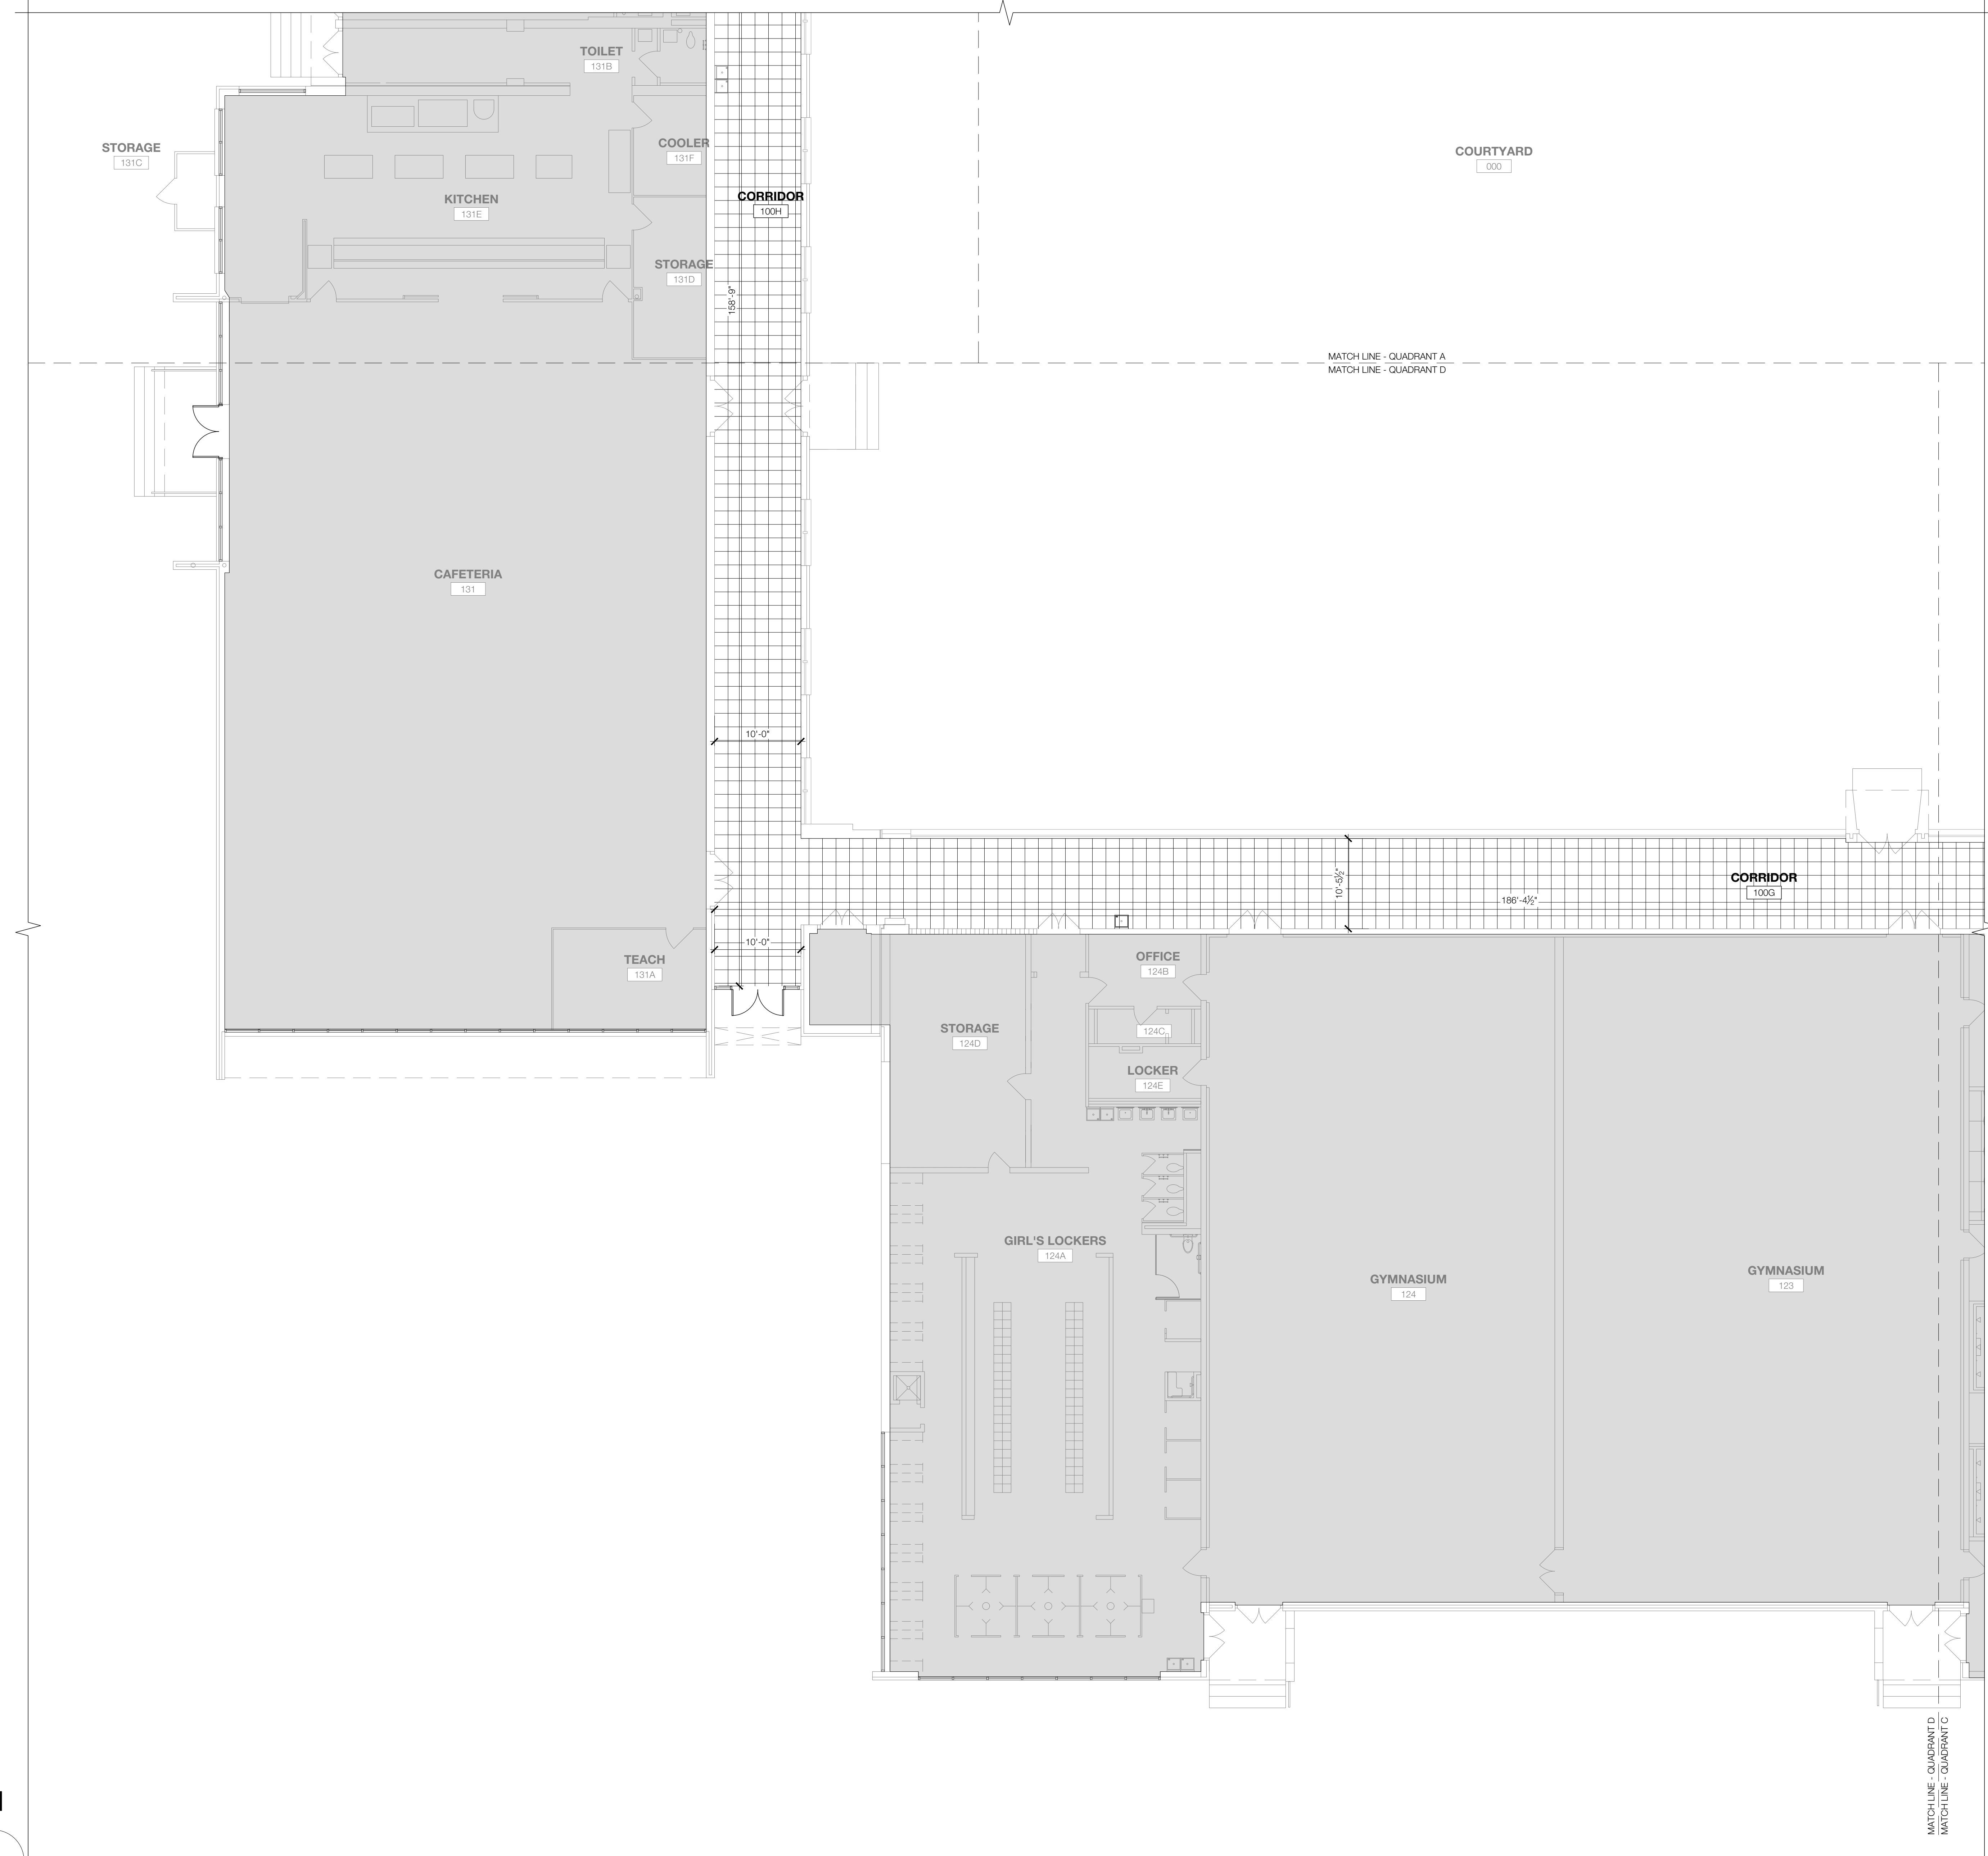 TOILET
131B
STORAGE
131C
COOLER
131F
COURTYARD
000
KITCHEN
131E
CORRIDOR
100H
STORAGE
131D
158'-9"
MATCH LINE - QUADRANT A
MATCH LINE - QUADRANT D
CAFETERIA
131
10'-0"
10'-5½"
CORRIDOR
100G
186'-4½"
10'-0"
TEACH
131A
OFFICE
124B
STORAGE
124D
124C
LOCKER
124E
GIRL'S LOCKERS
124A
GYMNASIUM
124
GYMNASIUM
123
MATCH LINE - QUADRANT D
MATCH LINE - QUADRANT C